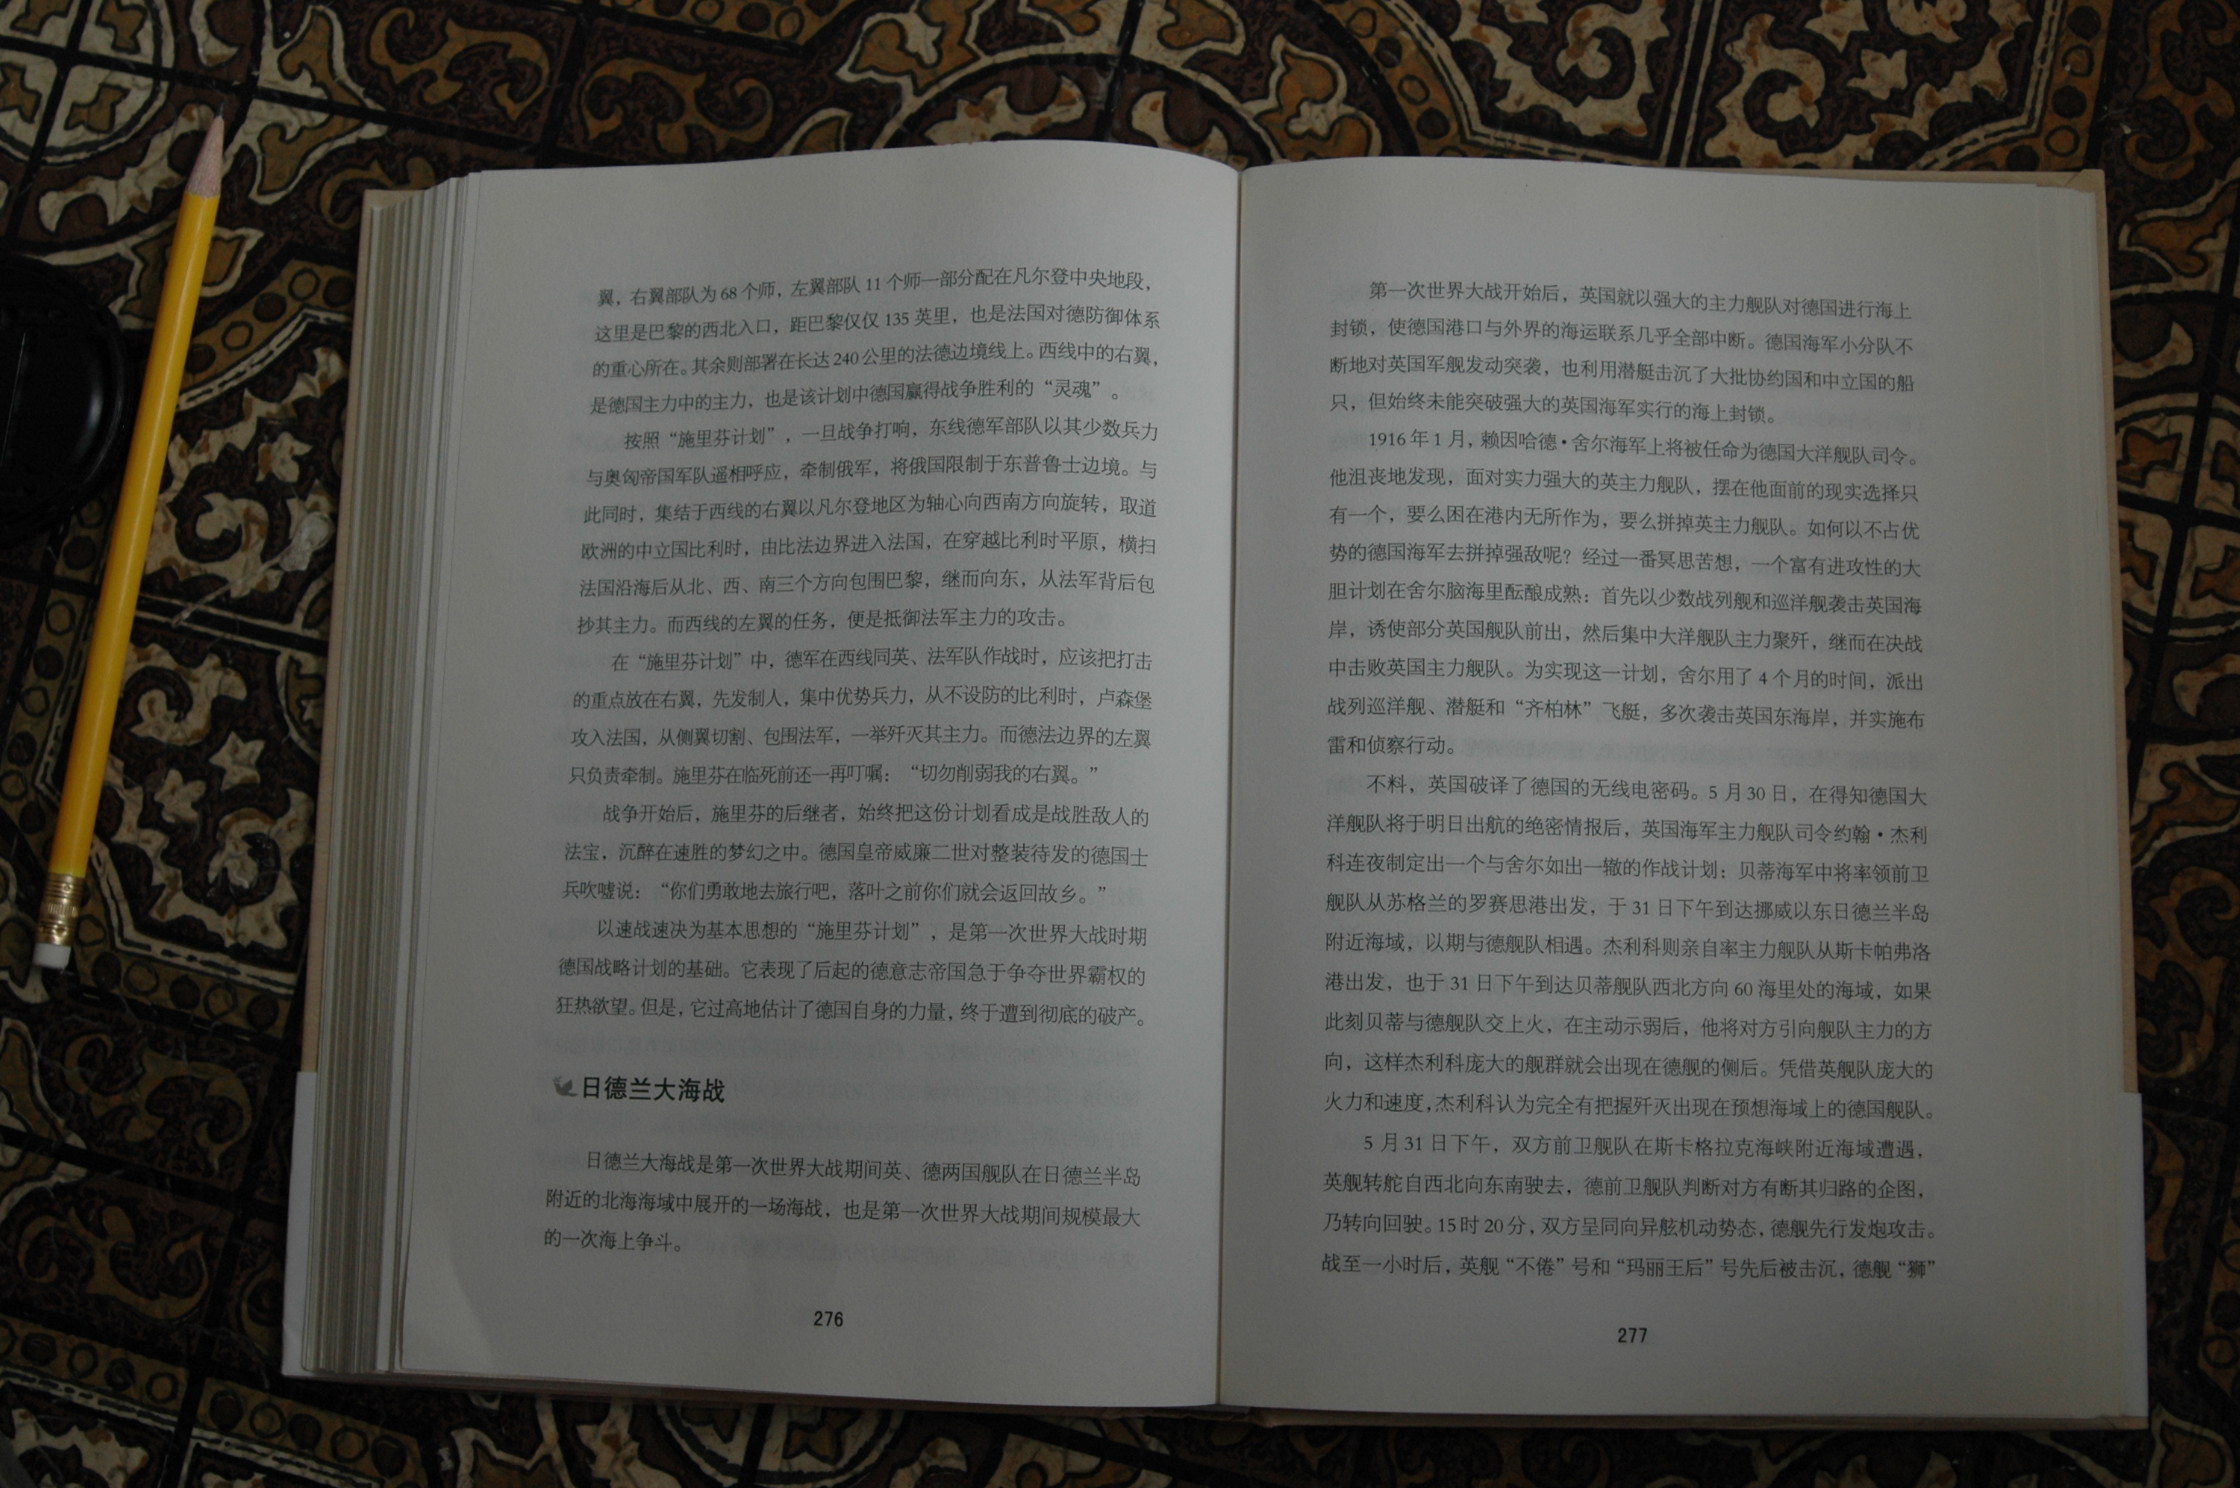 翼，右翼部队为 68 个师，左翼部队 11 个师一部分配在凡尔登中央地段，
这里是巴黎的西北入口，距巴黎仅仅 135 英里，也是法国对德防御体系
的重心所在。其余则部署在长达 240 公里的法德边境线上。西线中的右翼，
是德国主力中的主力，也是该计划中德国赢得战争胜利的“灵魂”。
按照“施里芬计划”，一旦战争打响，东线德军部队以其少数兵力
与奥匈帝国军队遥相呼应，牵制俄军，将俄国限制于东普鲁士边境。与
此同时，集结于西线的右翼以凡尔登地区为轴心向西南方向旋转，取道
欧洲的中立国比利时，由比法边界进入法国，在穿越比利时平原，横扫
法国沿海后从北、西、南三个方向包围巴黎，继而向东，从法军背后包
抄其主力。而西线的左翼的任务，便是抵御法军主力的攻击。
在“施里芬计划”中，德军在西线同英、法军队作战时，应该把打击
的重点放在右翼，先发制人，集中优势兵力，从不设防的比利时，卢森堡
攻入法国，从侧翼切割、包围法军，一举歼灭其主力。而德法边界的左翼
只负责牵制。施里芬在临死前还一再叮嘱：“切勿削弱我的右翼。”
战争开始后，施里芬的后继者，始终把这份计划看成是战胜敌人的
法宝，沉醉在速胜的梦幻之中。德国皇帝威廉二世对整装待发的德国士
兵吹嘘说：“你们勇敢地去旅行吧，落叶之前你们就会返回故乡。”
以速战速决为基本思想的“施里芬计划”，是第一次世界大战时期
德国战略计划的基础。它表现了后起的德意志帝国急于争夺世界霸权的
狂热欲望。但是，它过高地估计了德国自身的力量，终于遭到彻底的破产。
日德兰大海战
日德兰大海战是第一次世界大战期间英、德两国舰队在日德兰半岛
附近的北海海域中展开的一场海战，也是第一次世界大战期间规模最大
的一次海上争斗。
276
第一次世界大战开始后，英国就以强大的主力舰队对德国进行海上
封锁，使德国港口与外界的海运联系几乎全部中断。德国海军小分队不
断地对英国军舰发动突袭，也利用潜艇击沉了大批协约国和中立国的船
只，但始终未能突破强大的英国海军实行的海上封锁。
1916 年 1 月，赖因哈德·舍尔海军上将被任命为德国大洋舰队司令。
他沮丧地发现，面对实力强大的英主力舰队，摆在他面前的现实选择只
有一个，要么困在港内无所作为，要么拼掉英主力舰队。如何以不占优
势的德国海军去拼掉强敌呢？经过一番冥思苦想，一个富有进攻性的大
胆计划在舍尔脑海里酝酿成熟：首先以少数战列舰和巡洋舰袭击英国海
岸，诱使部分英国舰队前出，然后集中大洋舰队主力聚歼，继而在决战
中击败英国主力舰队。为实现这一计划，舍尔用了 4 个月的时间，派出
战列巡洋舰、潜艇和“齐柏林”飞艇，多次袭击英国东海岸，并实施布
雷和侦察行动。
不料，英国破译了德国的无线电密码。5 月 30 日，在得知德国大
洋舰队将于明日出航的绝密情报后，英国海军主力舰队司令约翰·杰利
科连夜制定出一个与舍尔如出一辙的作战计划：贝蒂海军中将率领前卫
舰队从苏格兰的罗赛思港出发，于 31 日下午到达挪威以东日德兰半岛
附近海域，以期与德舰队相遇。杰利科则亲自率主力舰队从斯卡帕弗洛
港出发，也于 31 日下午到达贝蒂舰队西北方向 60 海里处的海域，如果
此刻贝蒂与德舰队交上火，在主动示弱后，他将对方引向舰队主力的方
向，这样杰利科庞大的舰群就会出现在德舰的侧后。凭借英舰队庞大的
火力和速度，杰利科认为完全有把握歼灭出现在预想海域上的德国舰队。
5 月 31 日下午，双方前卫舰队在斯卡格拉克海峡附近海域遭遇，
英舰转舵自西北向东南驶去，德前卫舰队判断对方有断其归路的企图，
乃转向回驶。15 时 20 分，双方呈同向异舷机动势态，德舰先行发炮攻击。
战至一小时后，英舰“不倦”号和“玛丽王后”号先后被击沉，德舰“狮”
277